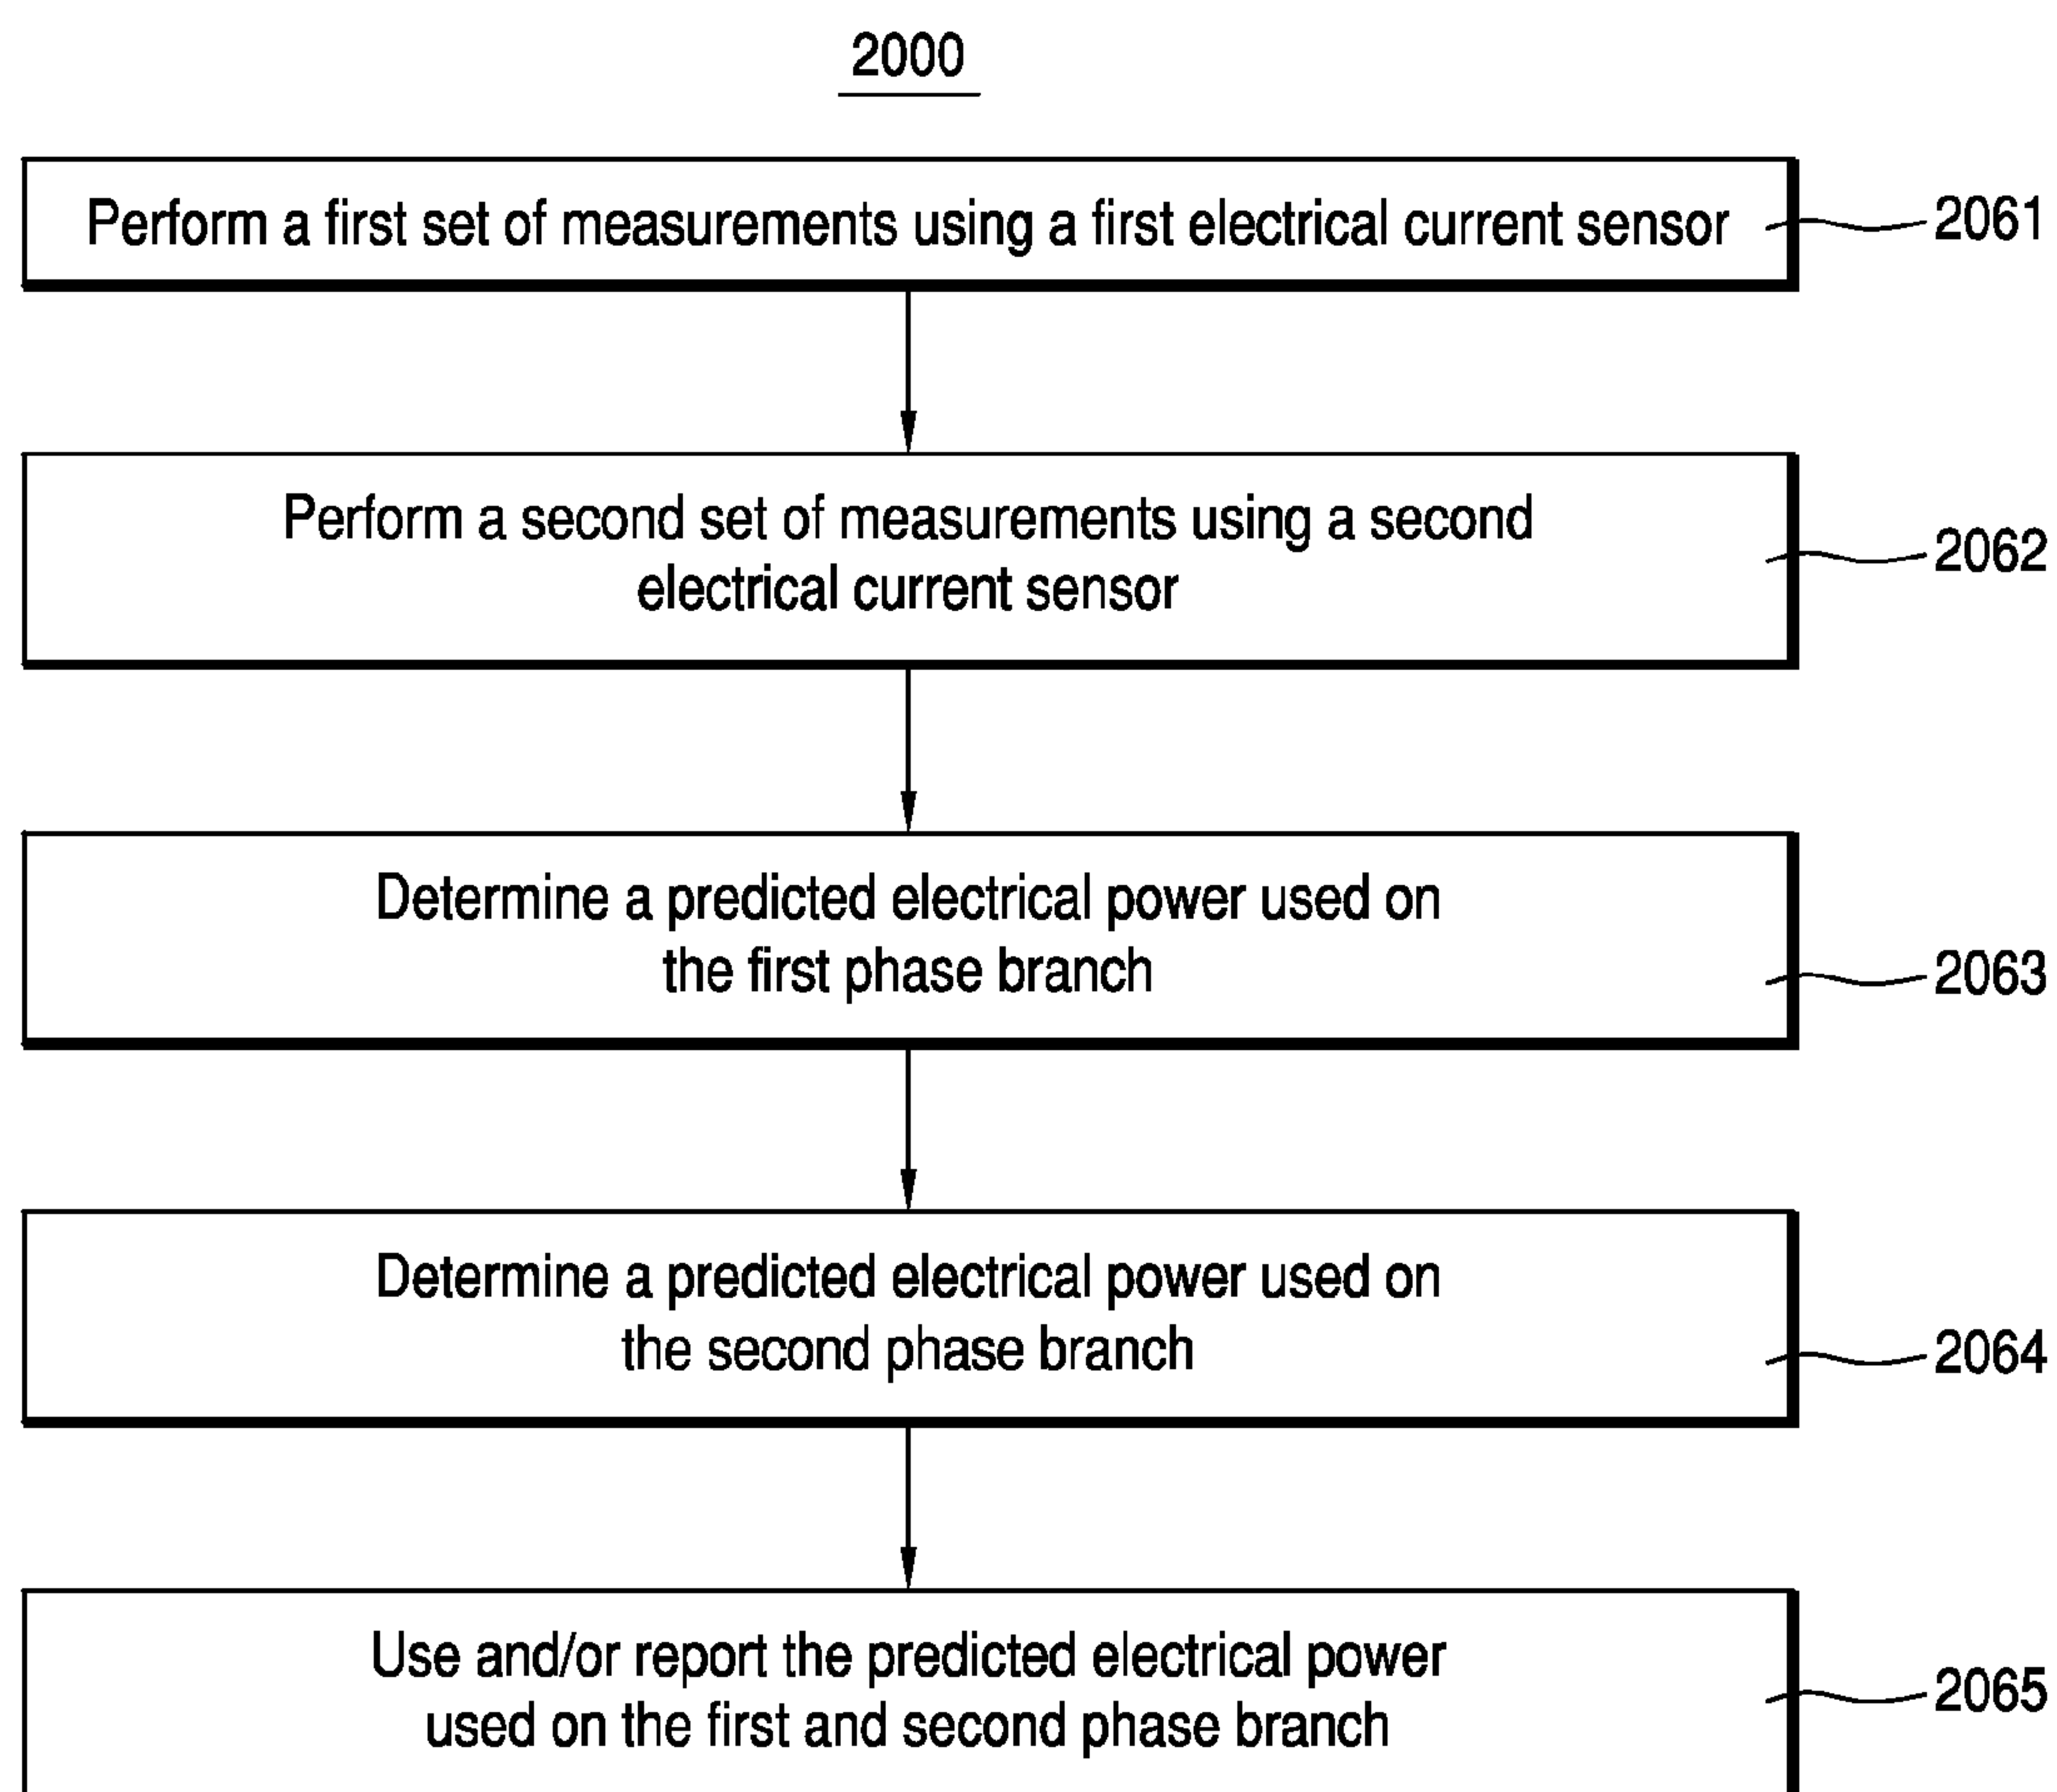 2000
Perform a first set of measurements using a first electrical current sensor
2061
Perform a second set of measurements using a second
electrical current sensor
2062
Determine a predicted electrical power used on
the first phase branch
2063
Determine a predicted electrical power used on
the second phase branch
2064
Use and/or report the predicted electrical power
used on the first and second phase branch
2065